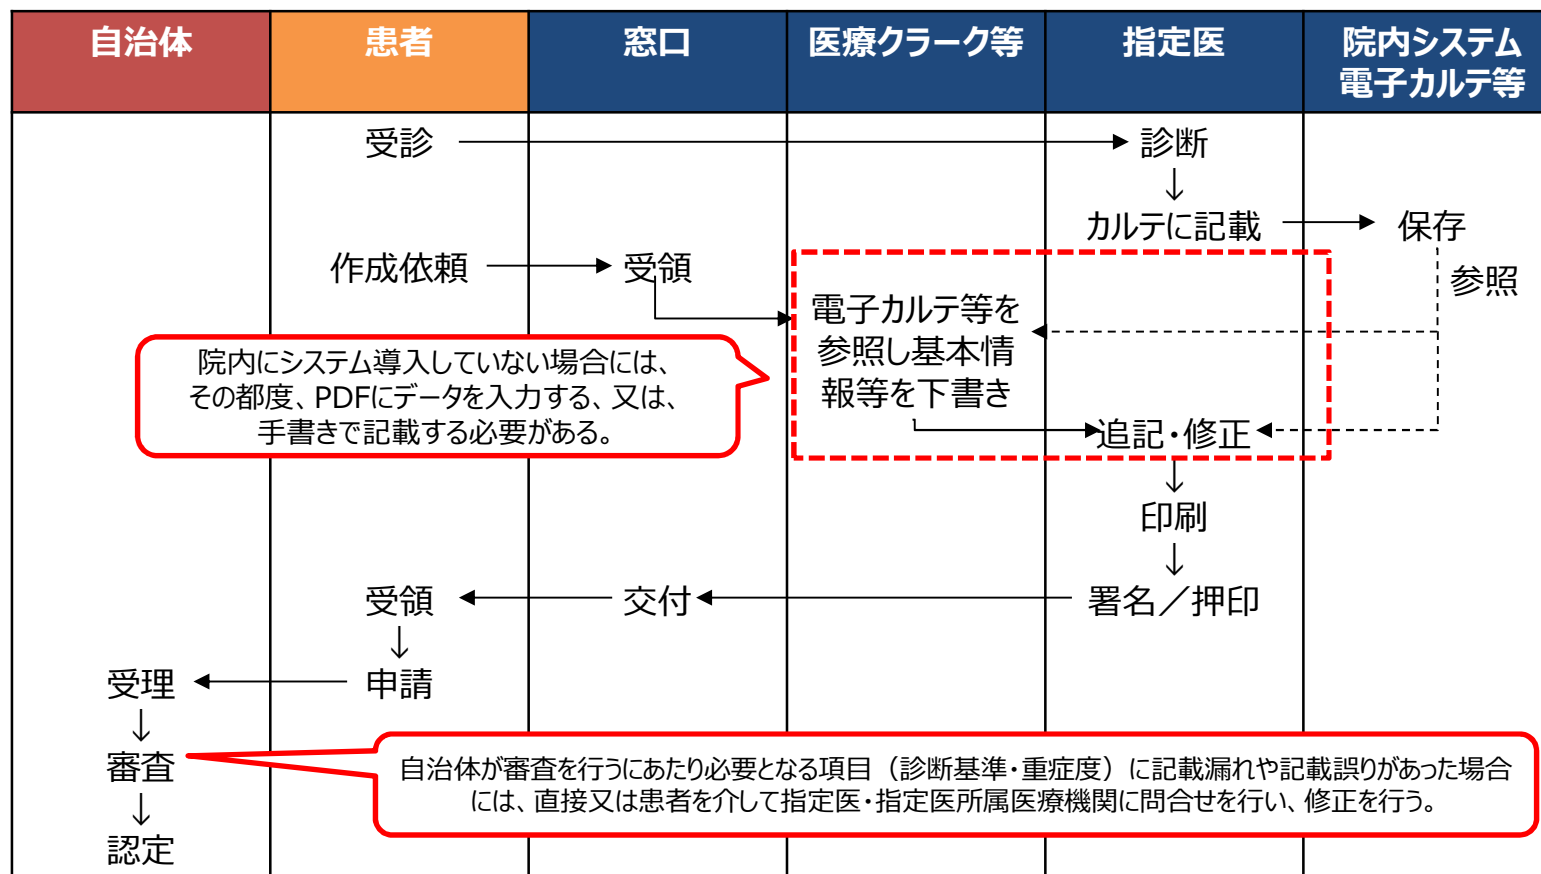 自治体
患者
窓口
医療クラーク等
指定医
院内システム
電子カルテ等
受診
診断
カルテに記載
保存
作成依頼
受領
参照
電子カルテ等を
参照し基本情
報等を下書き
院内にシステム導入していない場合には、
その都度、PDFにデータを入力する、又は、
手書きで記載する必要がある。
追記・修正
印刷
受領
交付
署名／押印
受理
申請
審査
自治体が審査を行うにあたり必要となる項目（診断基準・重症度）に記載漏れや記載誤りがあった場合
には、直接又は患者を介して指定医・指定医所属医療機関に問合せを行い、修正を行う。
認定